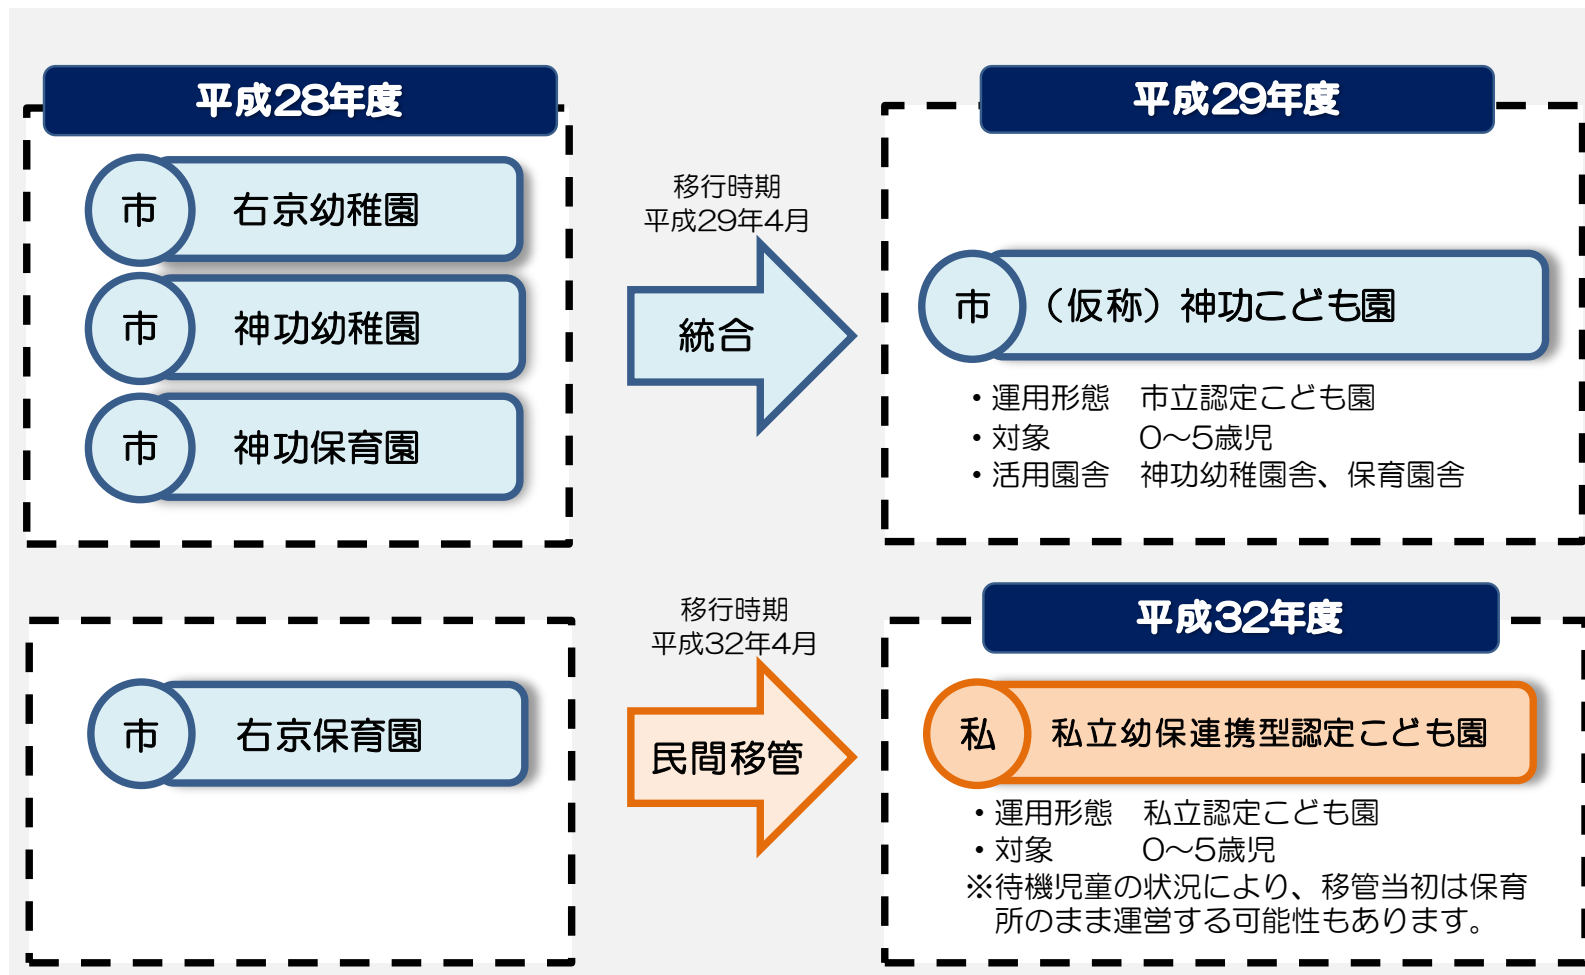 平成28年度
市 右京幼稚園
市 神功幼稚園
市 神功保育園
移行時期
平成29年4月
統合
平成29年度
市 （仮称）神功こども園
・運用形態　市立認定こども園
・対象　　　0～5歳児
・活用園舎　神功幼稚園舎、保育園舎
市 右京保育園
移行時期
平成32年4月
民間移管
平成32年度
私 私立幼保連携型認定こども園
・運用形態　私立認定こども園
・対象　　　0～5歳児
※待機児童の状況により、移管当初は保育
所のまま運営する可能性もあります。